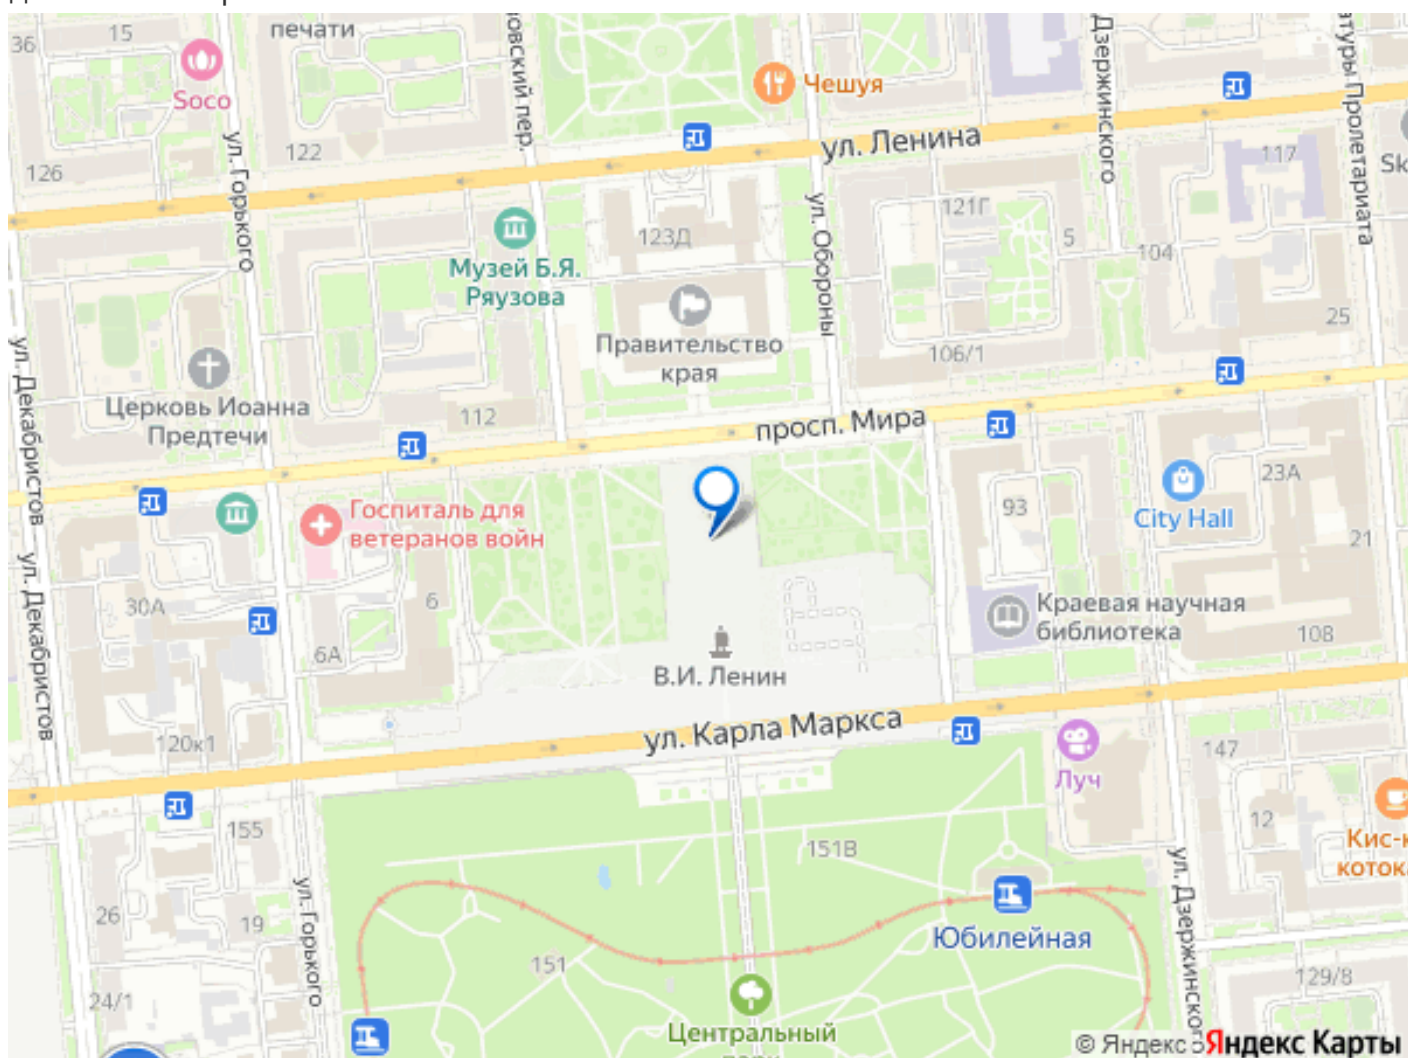 36
15
печати
Soco
126
122
ул. Горького
Чешуя
ул. Ленина
Дзержинского
117
Sk
Музей Б.Я.
Ряузова
123Д
ул. Обороны
121Г
5
104
25
Правительство
края
106/1
ул. Декабристов
Церковь Иоанна
Предтечи
112
просп. Мира
Госпиталь для
ветеранов войн
93
City Hall
23А
21
ул. Декабристов
30А
6
6А
Краевая научная
библиотека
108
В.И. Ленин
120к1
ул. Карла Маркса
Луч
147
12
Кис-к
котока
155
151В
26
19
ул. Горького
Юбилейная
ул. Дзержинского
151
24/1
129/8
Центральный
© Яндекс
Яндекс Карты